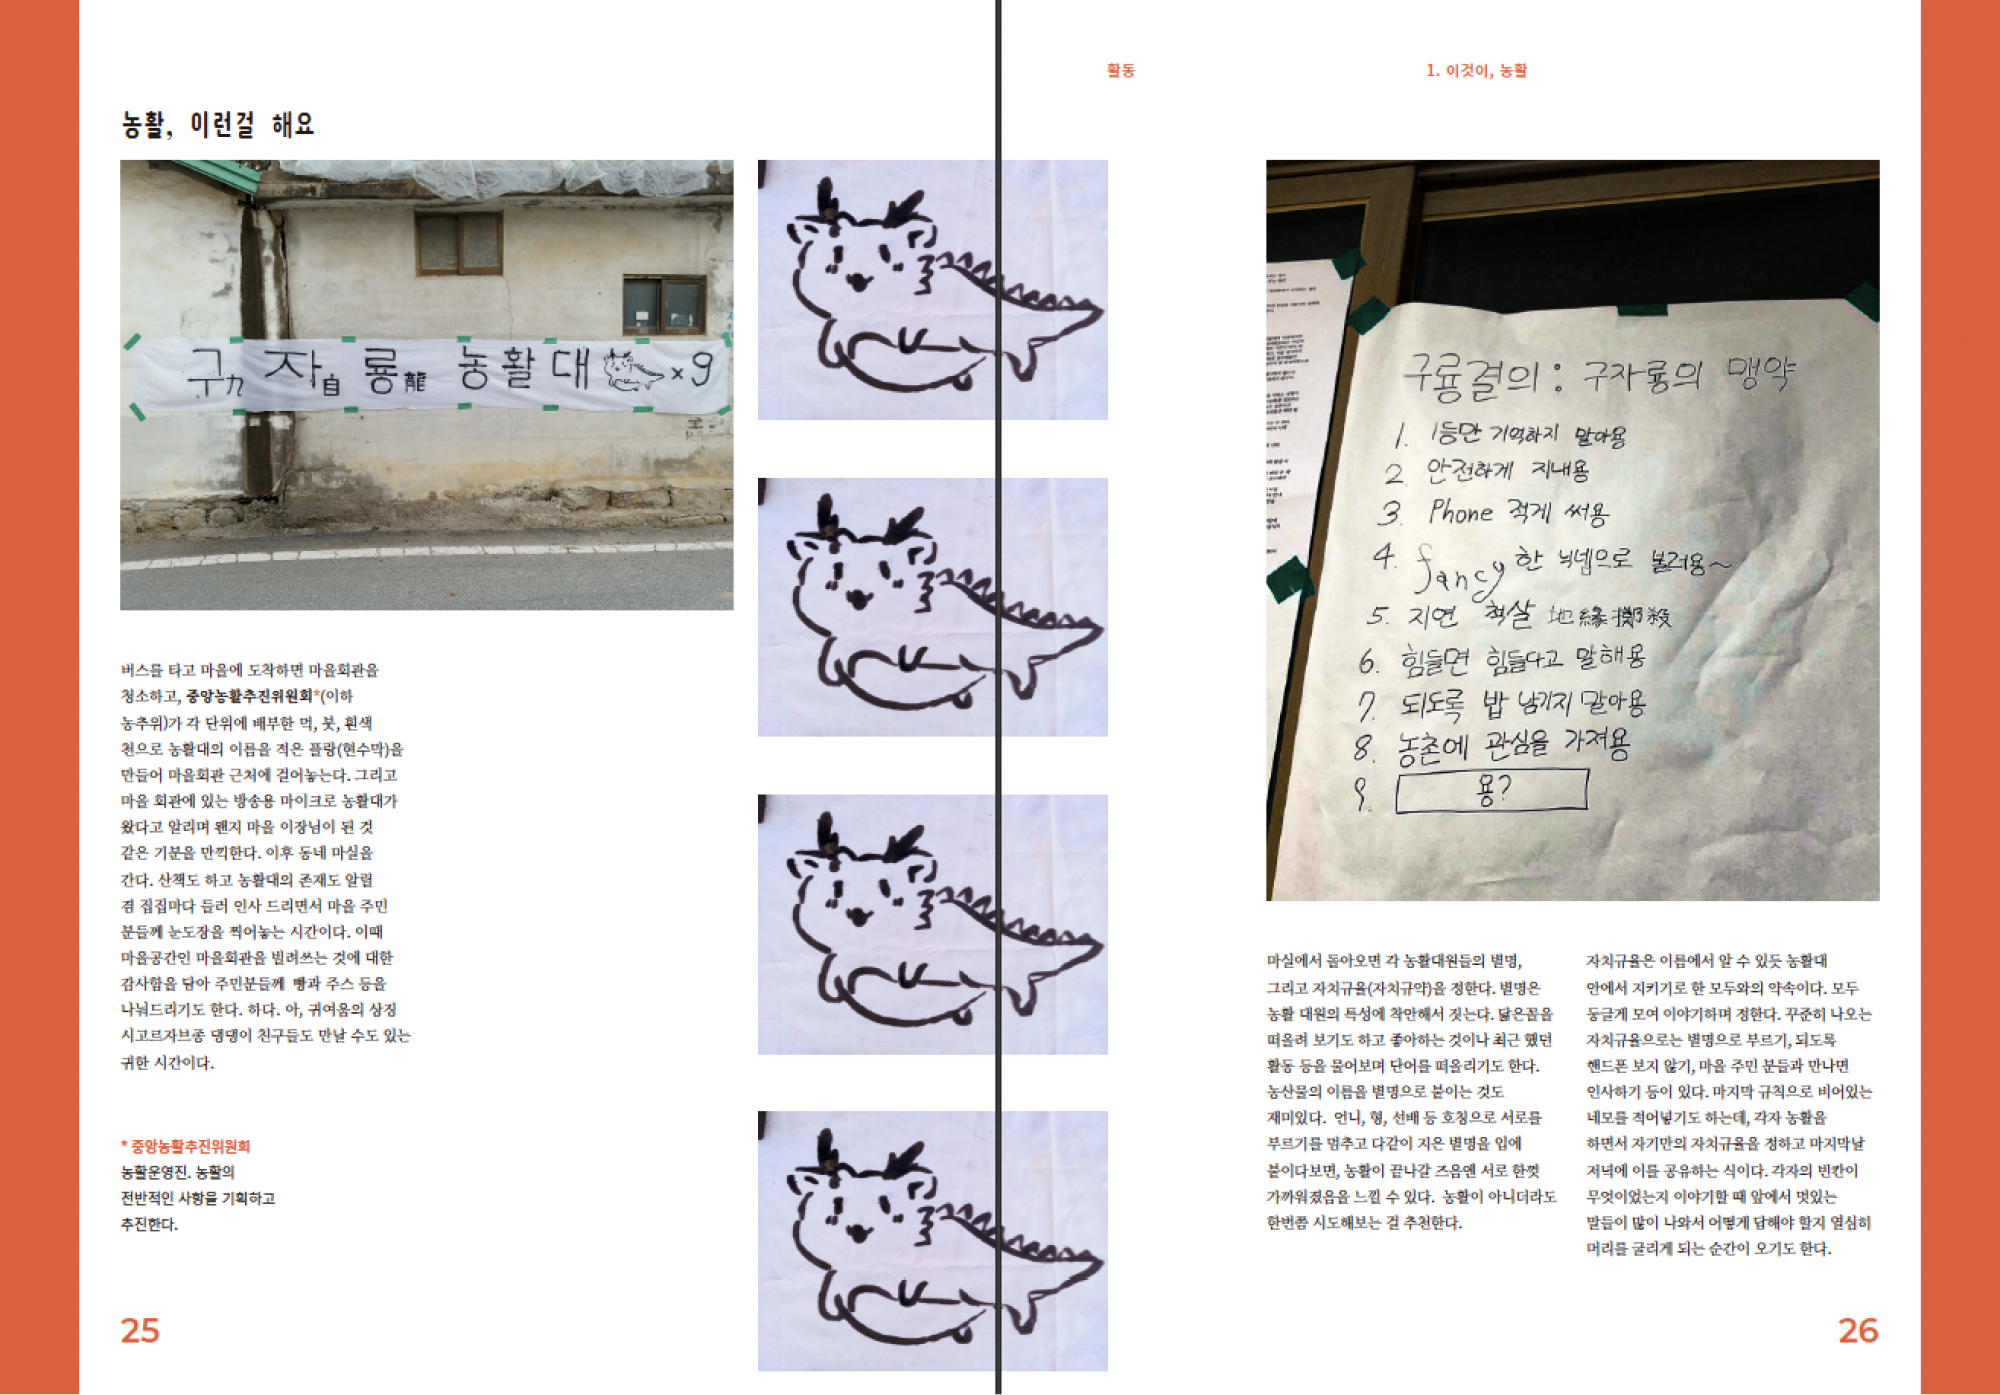 활동
1. 이것이, 농활
농활, 이런걸 해요
구九 자自 룡龍 농활대 × 9
버스를 타고 마을에 도착하면 마을회관을
청소하고, 중앙농활추진위원회*(이하
농추위)가 각 단위에 배부한 먹, 붓, 흰색
천으로 농활대의 이름을 적은 플랑(현수막)을
만들어 마을회관 근처에 걸어놓는다. 그리고
마을 회관에 있는 방송용 마이크로 농활대가
왔다고 알리며 왠지 마을 이장님이 된 것
같은 기분을 만끽한다. 이후 동네 마실을
간다. 산책도 하고 농활대의 존재도 알릴
겸 집집마다 들러 인사 드리면서 마을 주민
분들께 눈도장을 찍어놓는 시간이다. 이때
마을공간인 마을회관을 빌려쓰는 것에 대한
감사함을 담아 주민분들께 빵과 주스 등을
나눠드리기도 한다. 하다. 아, 귀여움의 상징
시고르자브종 댕댕이 친구들도 만날 수도 있는
귀한 시간이다.
* 중앙농활추진위원회
농활운영진. 농활의
전반적인 사항을 기획하고
추진한다.
25
구룡결의 : 구자룡의 맹약
1. 1등만 기억하지 말아용
2. 안전하게 지내용
3. Phone 적게 써용
4. fancy한 닉넴으로 불러용~
5. 지연 척살 地緣擲殺
6. 힘들면 힘들다고 말해용
7. 되도록 밥 남기지 말아용
8. 농촌에 관심을 가져용
9. 용?
마실에서 돌아오면 각 농활대원들의 별명,
그리고 자치규율(자치규약)을 정한다. 별명은
농활 대원의 특성에 착안해서 짓는다. 닮은꼴을
떠올려 보기도 하고 좋아하는 것이나 최근 했던
활동 등을 물어보며 단어를 떠올리기도 한다.
농산물의 이름을 별명으로 붙이는 것도
재미있다. 언니, 형, 선배 등 호칭으로 서로를
부르기를 멈추고 다같이 지은 별명을 입에
붙이다보면, 농활이 끝나갈 즈음엔 서로 한껏
가까워졌음을 느낄 수 있다. 농활이 아니더라도
한번쯤 시도해보는 걸 추천한다.
자치규율은 이름에서 알 수 있듯 농활대
안에서 지키기로 한 모두와의 약속이다. 모두
둥글게 모여 이야기하며 정한다. 꾸준히 나오는
자치규율으로는 별명으로 부르기, 되도록
핸드폰 보지 않기, 마을 주민 분들과 만나면
인사하기 등이 있다. 마지막 규칙으로 비어있는
네모를 적어넣기도 하는데, 각자 농활을
하면서 자기만의 자치규율을 정하고 마지막날
저녁에 이를 공유하는 식이다. 각자의 빈칸이
무엇이었는지 이야기할 때 앞에서 멋있는
말들이 많이 나와서 어떻게 답해야 할지 열심히
머리를 굴리게 되는 순간이 오기도 한다.
26